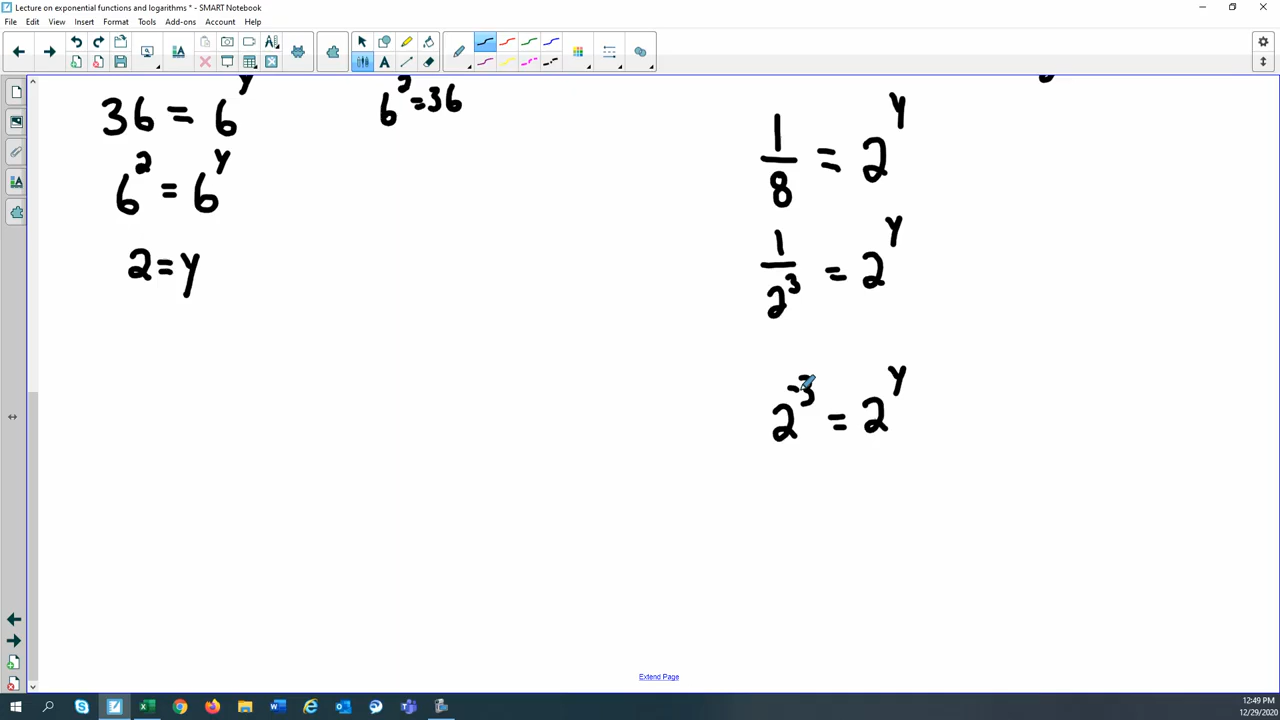 Lecture on exponential functions and logarithms * - SMART Notebook
File Edit View Insert Format Tools Add-ons Account Help
36 = 6^y
6^2 = 36
6^2 = 6^y
2 = y
1/8 = 2^y
1/2^3 = 2^y
2^-3 = 2^y
Extend Page
12:49 PM
12/29/2020